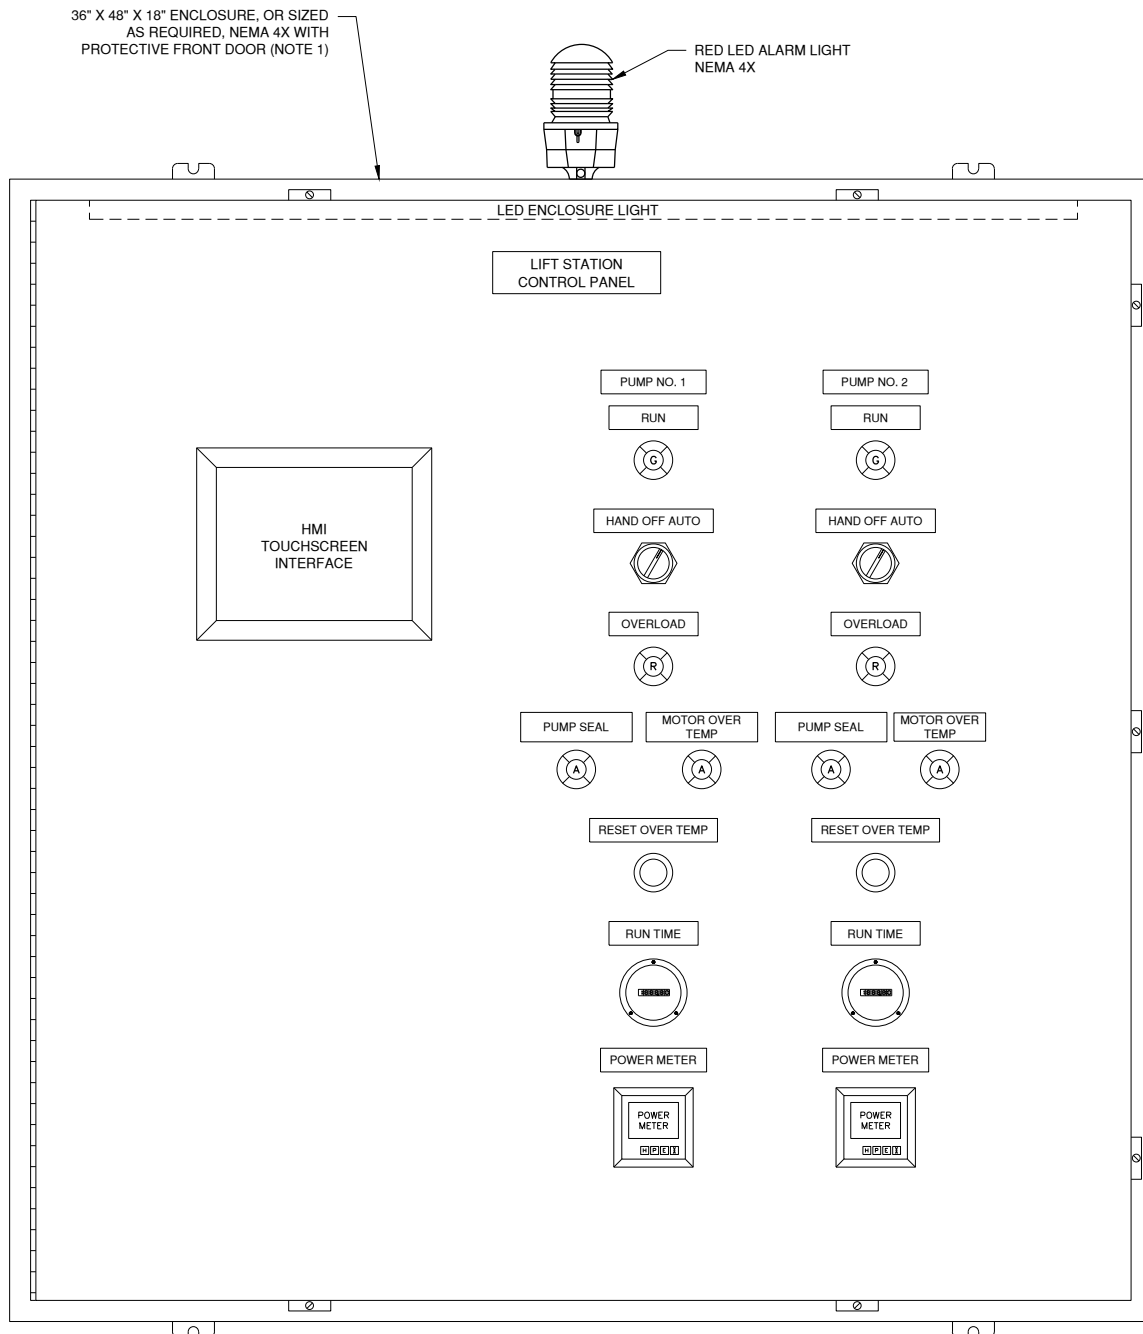 36" X 48" X 18" ENCLOSURE, OR SIZED
AS REQUIRED, NEMA 4X WITH
PROTECTIVE FRONT DOOR (NOTE 1)
RED LED ALARM LIGHT
NEMA 4X
LED ENCLOSURE LIGHT
LIFT STATION
CONTROL PANEL
PUMP NO. 1
PUMP NO. 2
RUN
RUN
G
G
HMI
TOUCHSCREEN
INTERFACE
HAND OFF AUTO
HAND OFF AUTO
OVERLOAD
OVERLOAD
R
R
PUMP SEAL
MOTOR OVER
TEMP
PUMP SEAL
MOTOR OVER
TEMP
A
A
A
A
RESET OVER TEMP
RESET OVER TEMP
RUN TIME
RUN TIME
POWER METER
POWER METER
POWER
METER
POWER
METER
H P E
H P E